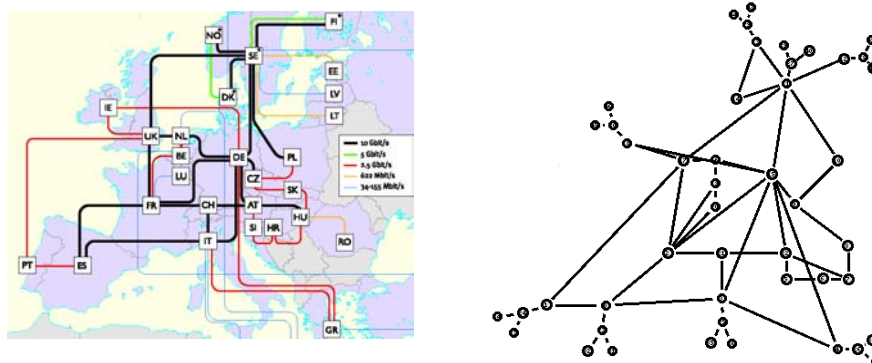 FI
NO
SE
EE
DK
LV
IE
LT
UK
NL
10 Gbit/s
BE
DE
PL
5 Gbit/s
2.5 Gbit/s
LU
CZ
622 Mbit/s
SK
34-155 Mbit/s
FR
CH
AT
HU
SI
HR
IT
RO
PT
ES
GR